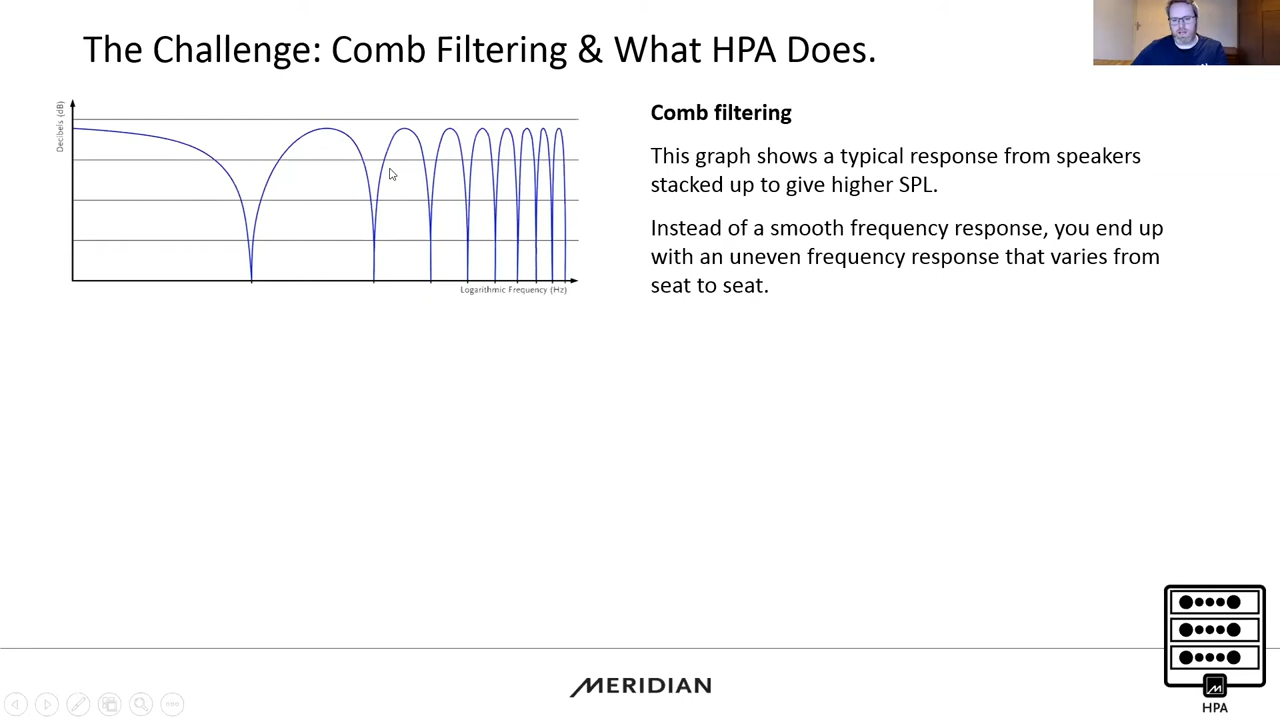 The Challenge: Comb Filtering & What HPA Does.
Decibels (dB)
Logarithmic Frequency (Hz)
Comb filtering
This graph shows a typical response from speakers
stacked up to give higher SPL.
Instead of a smooth frequency response, you end up
with an uneven frequency response that varies from
seat to seat.
MERIDIAN
HPA